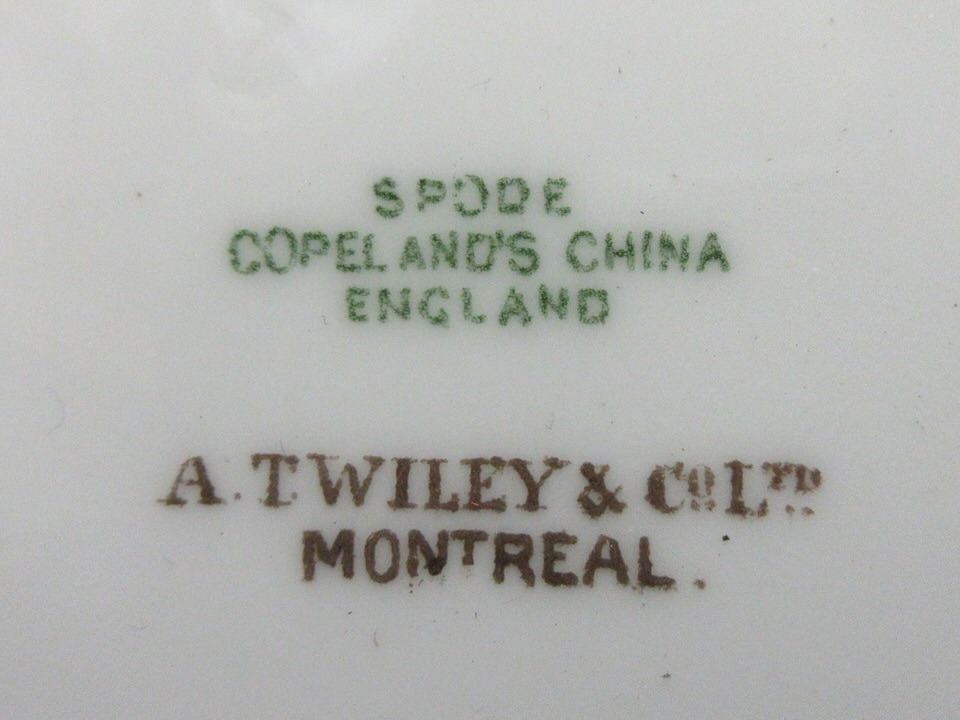 SPODE
COPELAND'S CHINA
ENGLAND
A.T. WILEY & Co LTD.
MONTREAL.